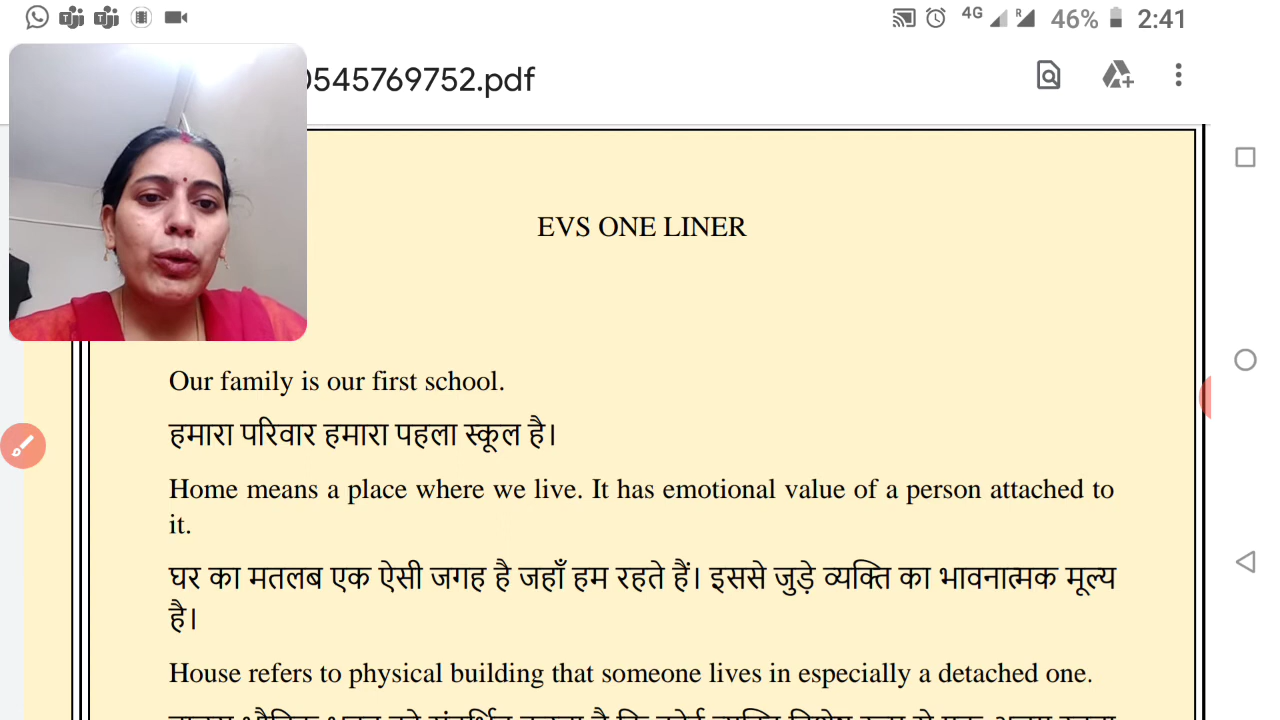 4G R 46% 2:41
0545769752.pdf
EVS ONE LINER
Our family is our first school.
हमारा परिवार हमारा पहला स्कूल है।
Home means a place where we live. It has emotional value of a person attached to
it.
घर का मतलब एक ऐसी जगह है जहाँ हम रहते हैं। इससे जुड़े व्यक्ति का भावनात्मक मूल्य
है।
House refers to physical building that someone lives in especially a detached one.